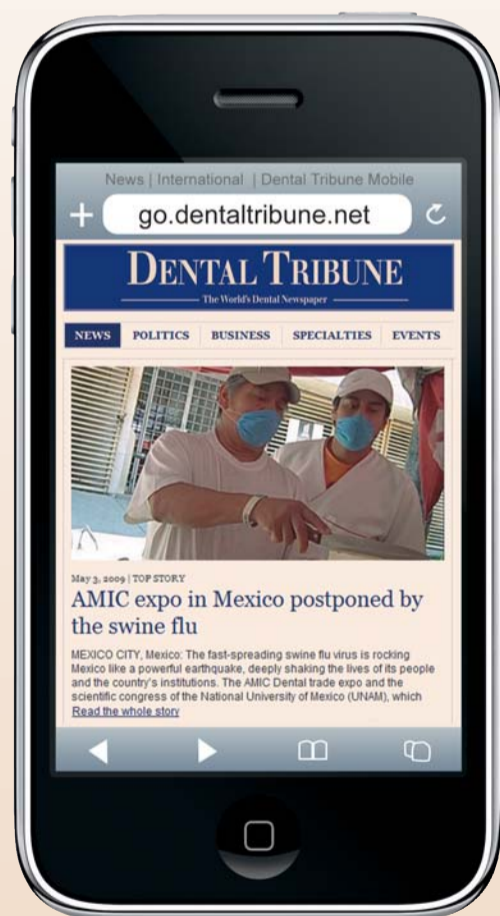 News | International | Dental Tribune Mobile
go.dentaltribune.net
DENTAL TRIBUNE
The World's Dental Newspaper
NEWS POLITICS BUSINESS SPECIALTIES EVENTS
May 3, 2009 | TOP STORY
AMIC expo in Mexico postponed by
the swine flu
MEXICO CITY, Mexico: The fast-spreading swine flu virus is rocking
Mexico like a powerful earthquake, deeply shaking the lives of its people
and the country's institutions. The AMIC Dental trade expo and the
scientific congress of the National University of Mexico (UNAM), which
Read the whole story